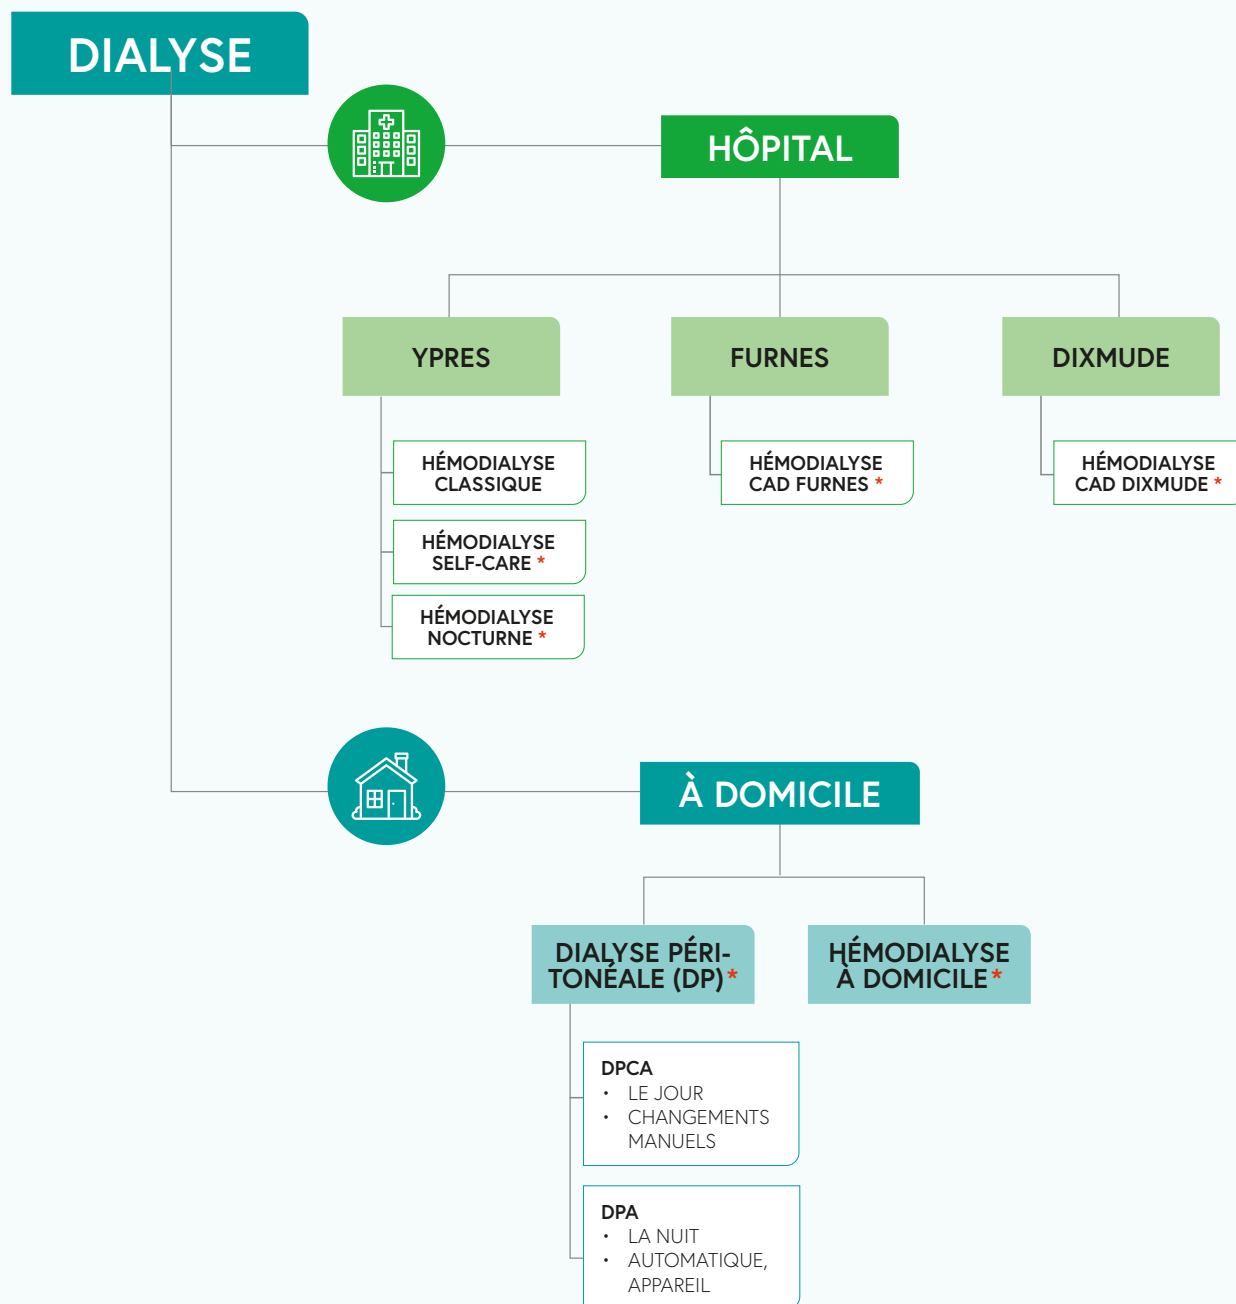 DIALYSE
HÔPITAL
YPRES
FURNES
DIXMUDE
HÉMODIALYSE
CLASSIQUE
HÉMODIALYSE
SELF-CARE *
HÉMODIALYSE
NOCTURNE *
HÉMODIALYSE
CAD FURNES *
HÉMODIALYSE
CAD DIXMUDE *
À DOMICILE
DIALYSE PÉRI-
TONÉALE (DP) *
HÉMODIALYSE
À DOMICILE *
DPCA
• LE JOUR
• CHANGEMENTS
MANUELS
DPA
• LA NUIT
• AUTOMATIQUE,
APPAREIL